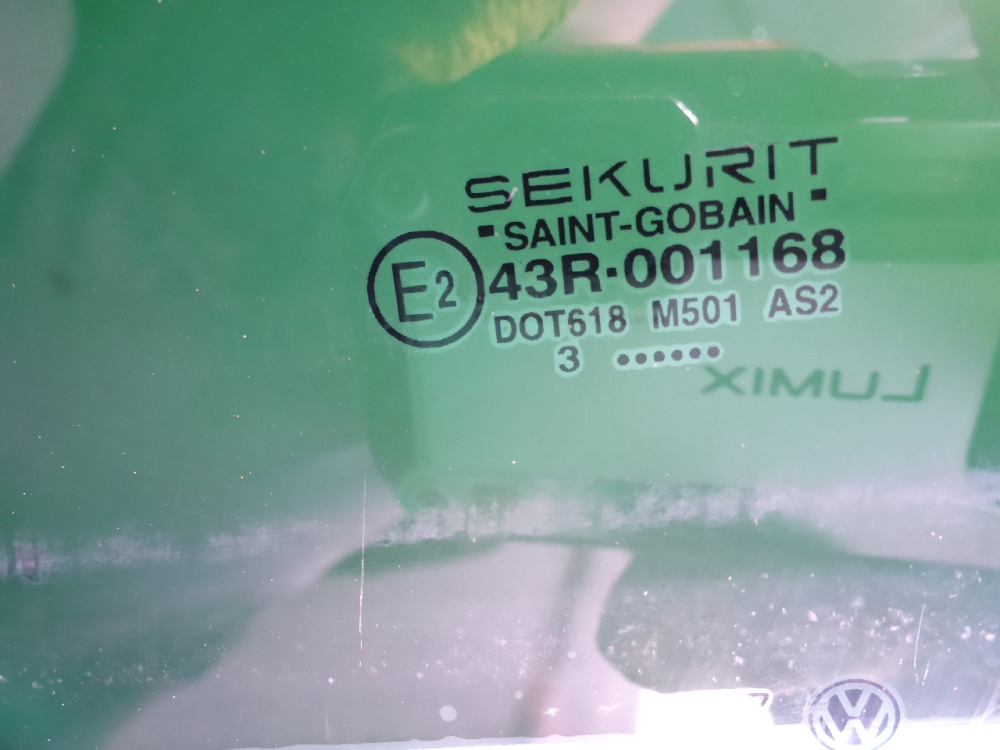 SEKURIT
SAINT-GOBAIN
E2 43R·001168
DOT618 M501 AS2
3 ••••••
LUMIX